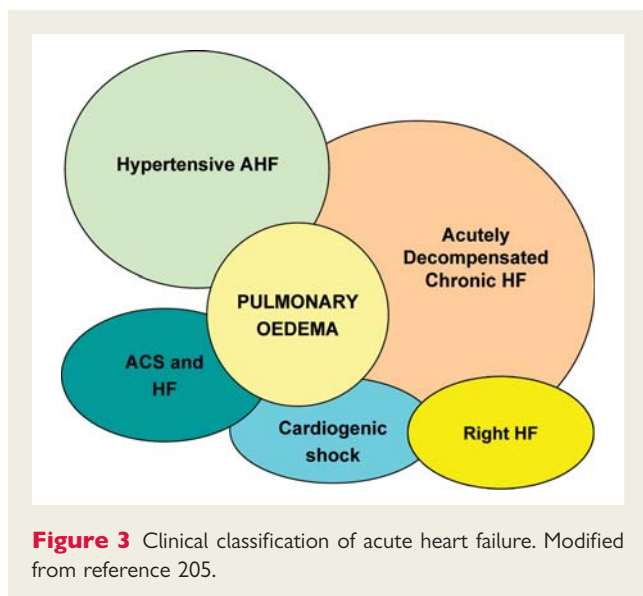 Hypertensive AHF
Acutely
Decompensated
Chronic HF
PULMONARY
OEDEMA
ACS and
HF
Cardiogenic
shock
Right HF
Figure 3 Clinical classification of acute heart failure. Modified
from reference 205.